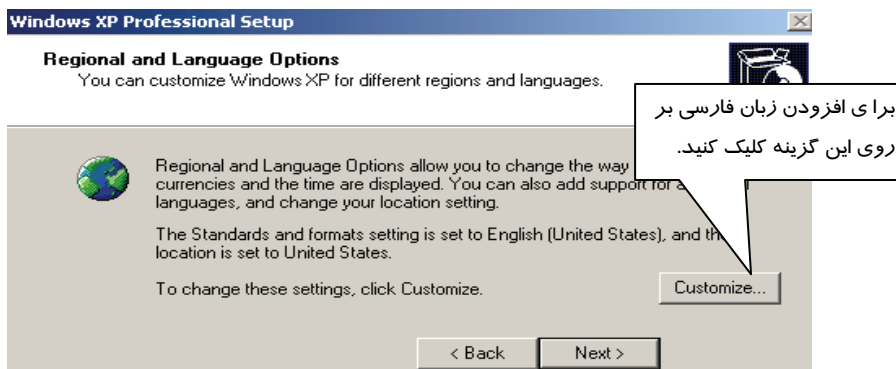 Windows XP Professional Setup
Regional and Language Options
You can customize Windows XP for different regions and languages.
برا ی افزودن زبان فارسی بر
روی این گزینه کلیک کنید.
Regional and Language Options allow you to change the way
currencies and the time are displayed. You can also add support for
languages, and change your location setting.
The Standards and formats setting is set to English (United States), and
location is set to United States.
To change these settings, click Customize.
Customize...
< Back
Next >